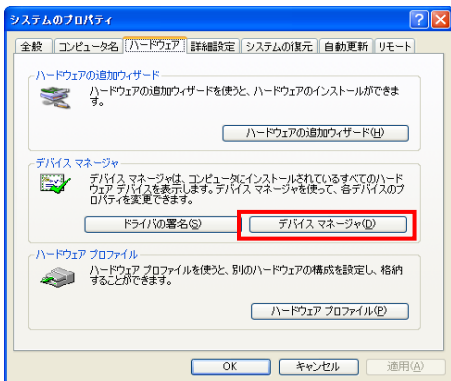 システムのプロパティ
全般 コンピュータ名 ハードウェア 詳細設定 システムの復元 自動更新 リモート
ハードウェアの追加ウィザード
ハードウェアの追加ウィザードを使うと、ハードウェアのインストールができま
す。
ハードウェアの追加ウィザード(H)
デバイス マネージャ
デバイス マネージャは、コンピュータにインストールされているすべてのハード
ウェア デバイスを表示します。デバイス マネージャを使って、各デバイスのプ
ロパティを変更できます。
ドライバの署名(S) デバイス マネージャ(D)
ハードウェア プロファイル
ハードウェア プロファイルを使うと、別のハードウェアの構成を設定し、格納
することができます。
ハードウェア プロファイル(P)
OK キャンセル 適用(A)